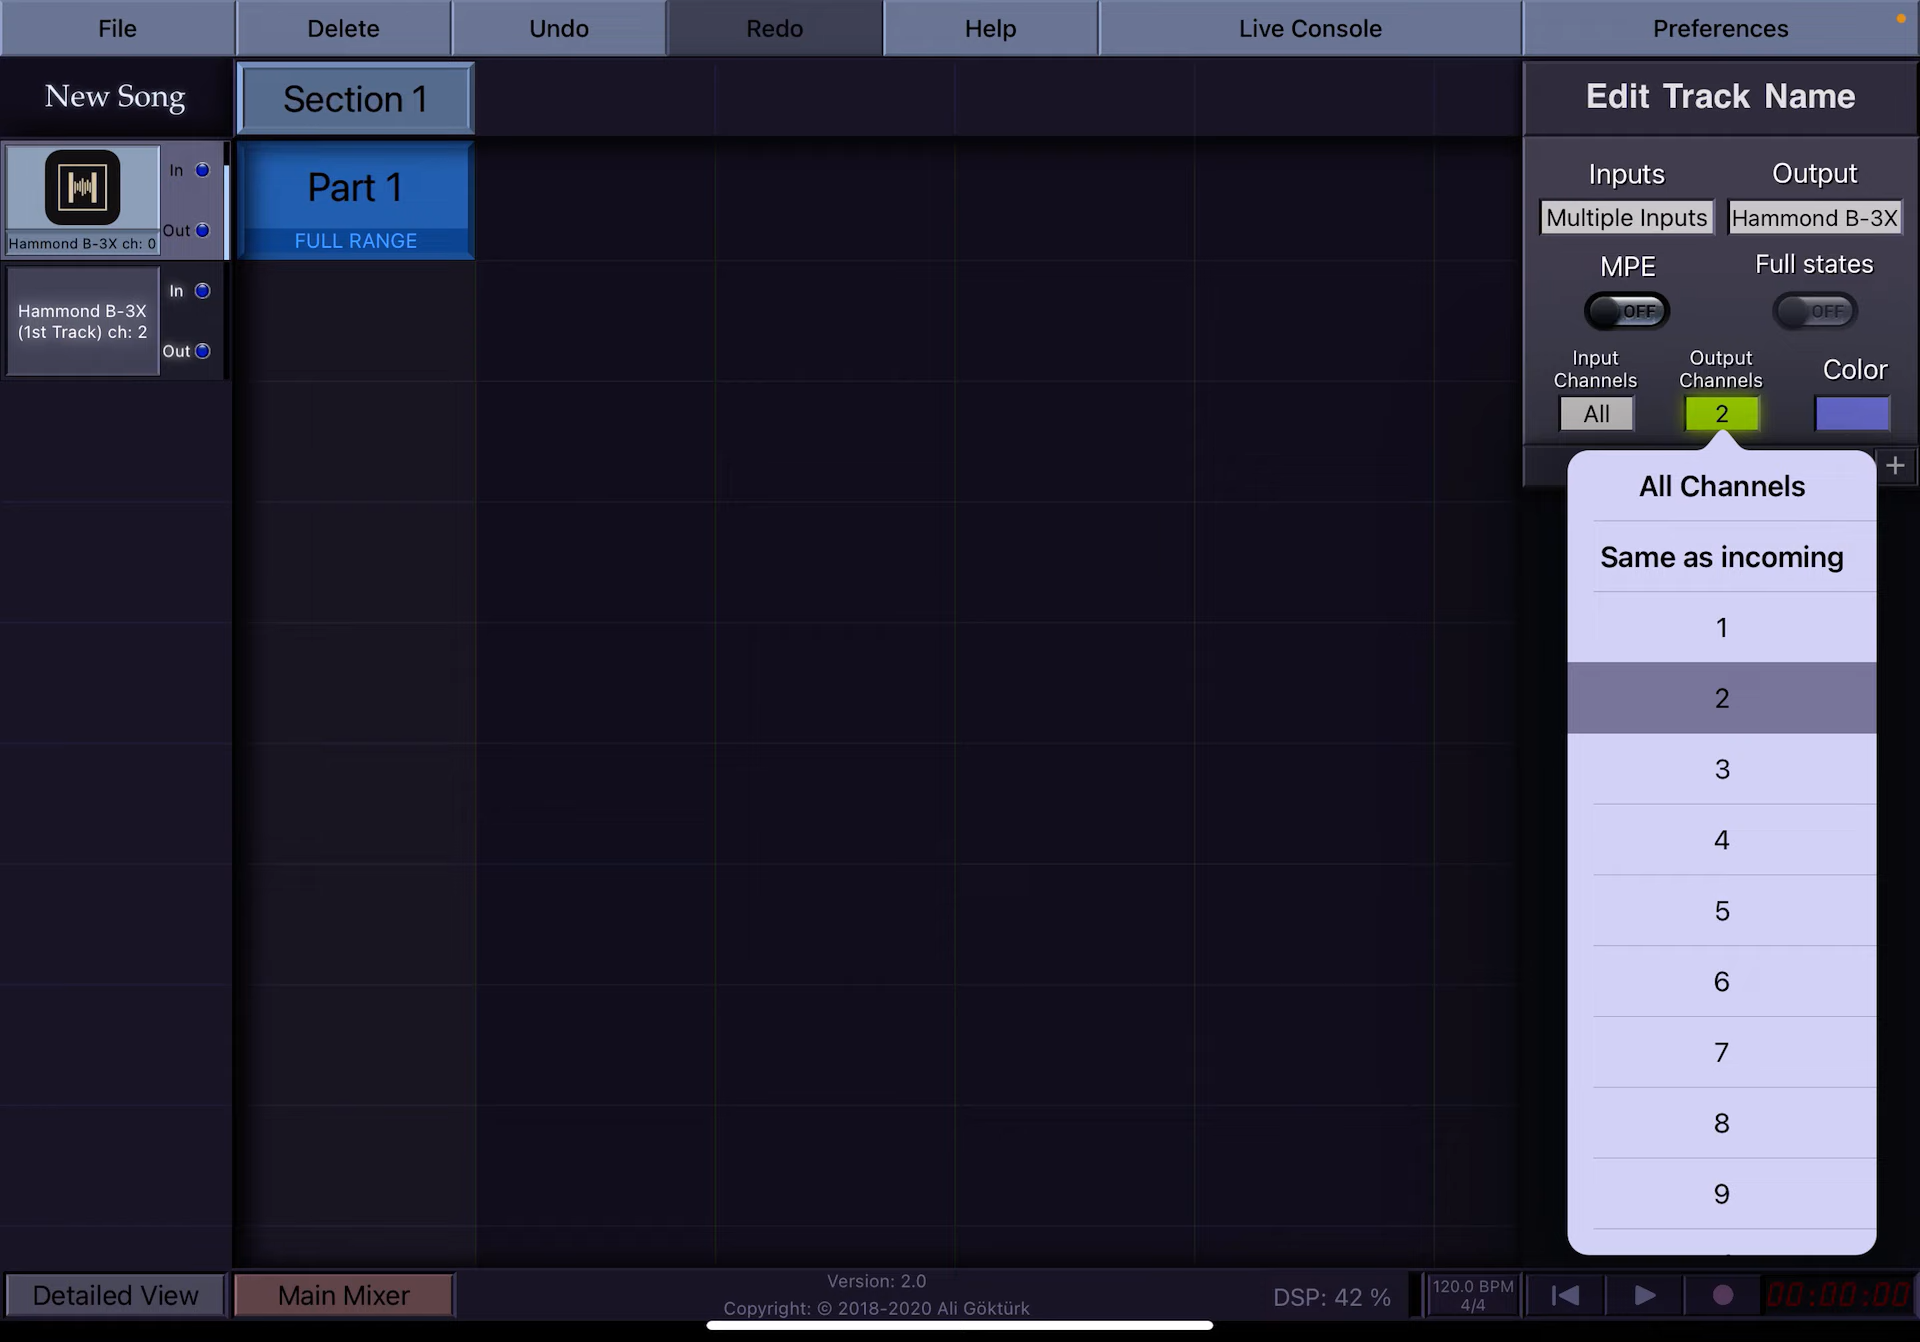 File
Delete
Undo
Redo
Help
Live Console
Preferences
New Song
Section 1
Edit Track Name
Hammond B-3X ch: 0
In
Out
Part 1
FULL RANGE
Hammond B-3X
(1st Track) ch: 2
In
Out
Inputs
Output
Multiple Inputs
Hammond B-3X
MPE
Full states
OFF
OFF
Input
Channels
Output
Channels
Color
All
2
+
All Channels
Same as incoming
1
2
3
4
5
6
7
8
9
Detailed View
Main Mixer
Version: 2.0
Copyright: © 2018-2020 Ali Göktürk
DSP: 42 %
120.0 BPM
4/4
00:00:00